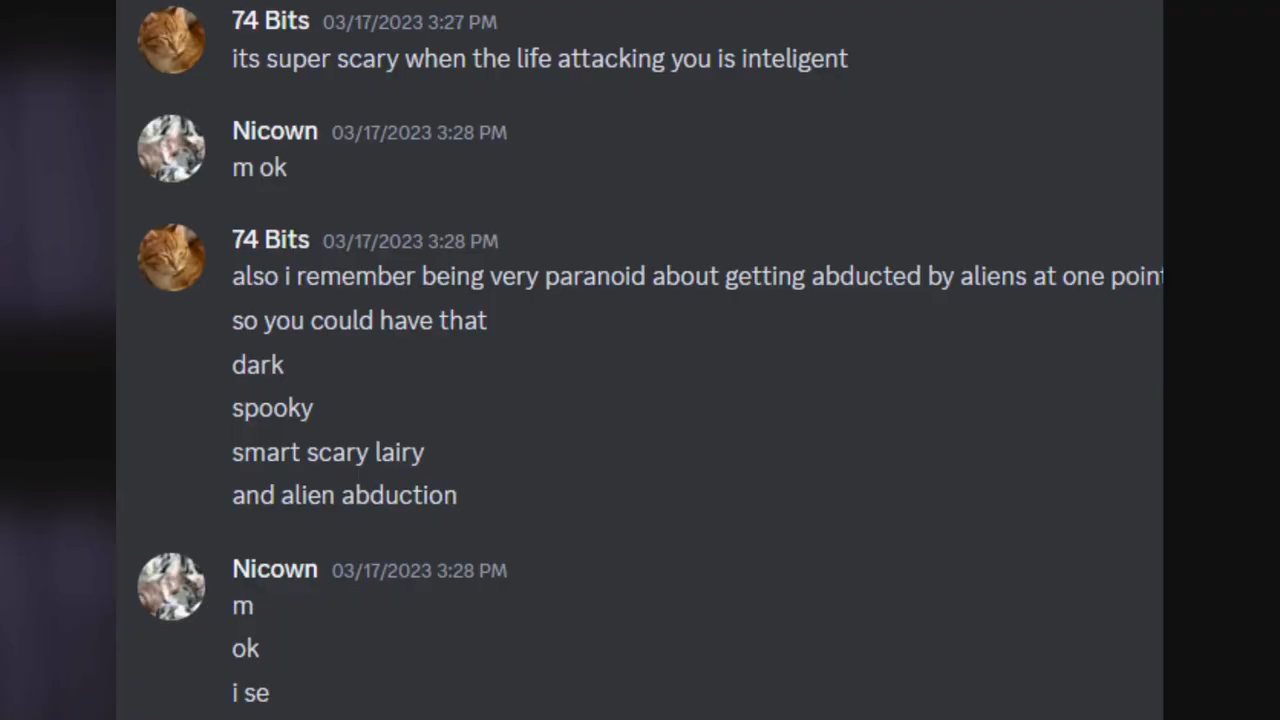 74 Bits 03/17/2023 3:27 PM
its super scary when the life attacking you is inteligent
Nicown 03/17/2023 3:28 PM
m ok
74 Bits 03/17/2023 3:28 PM
also i remember being very paranoid about getting abducted by aliens at one point
so you could have that
dark
spooky
smart scary lairy
and alien abduction
Nicown 03/17/2023 3:28 PM
m
ok
i se